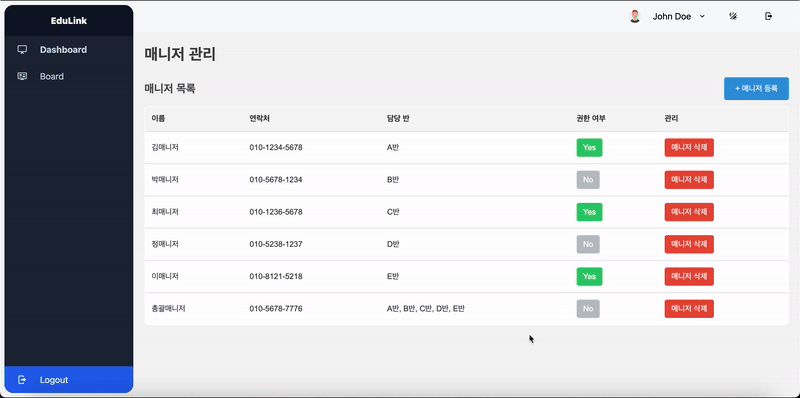 EduLink
John Doe
Dashboard
Board
Logout
매니저 관리
매니저 목록
+ 매니저 등록
이름 연락처 담당 반 권한 여부 관리
김매니저 010-1234-5678 A반 Yes 매니저 삭제
박매니저 010-5678-1234 B반 No 매니저 삭제
최매니저 010-1236-5678 C반 Yes 매니저 삭제
정매니저 010-5238-1237 D반 No 매니저 삭제
이매니저 010-8121-5218 E반 Yes 매니저 삭제
총괄매니저 010-5678-7776 A반, B반, C반, D반, E반 No 매니저 삭제